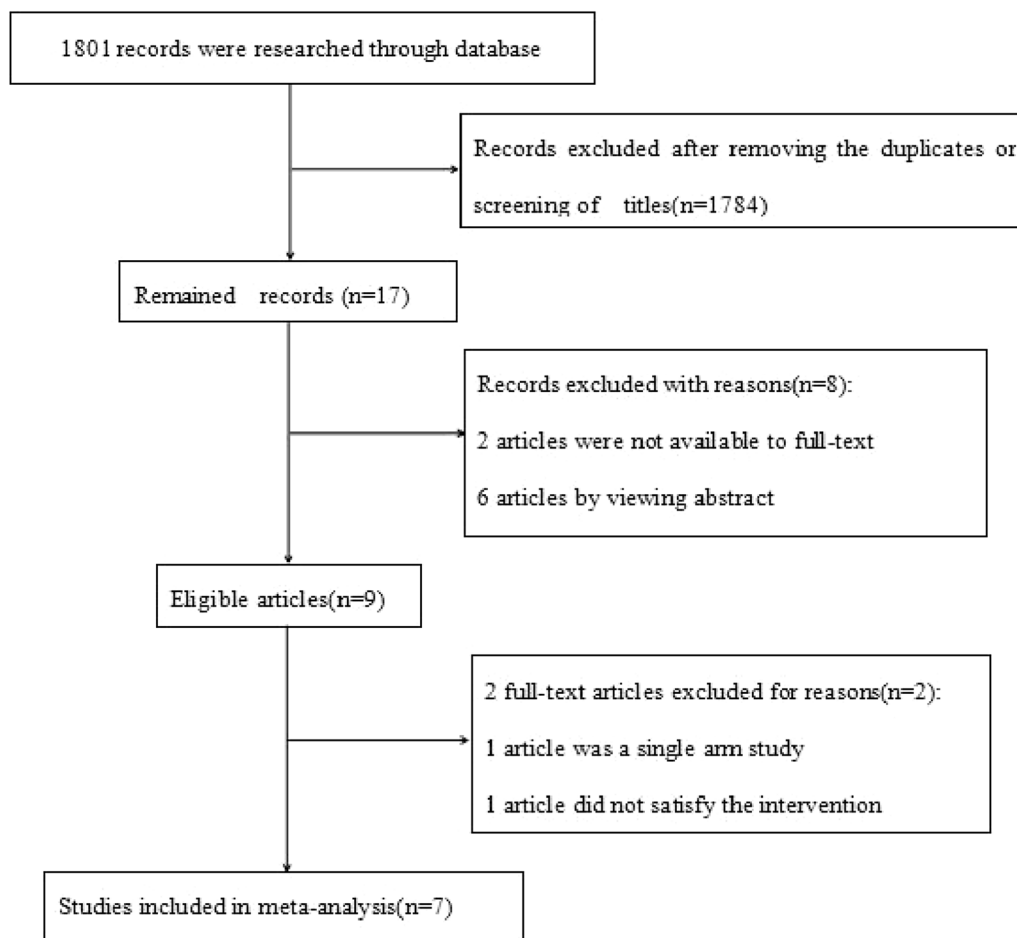 1801 records were researched through database
Records excluded after removing the duplicates or
screening of titles(n=1784)
Remained records (n=17)
Records excluded with reasons(n=8):
2 articles were not available to full-text
6 articles by viewing abstract
Eligible articles(n=9)
2 full-text articles excluded for reasons(n=2):
1 article was a single arm study
1 article did not satisfy the intervention
Studies included in meta-analysis(n=7)